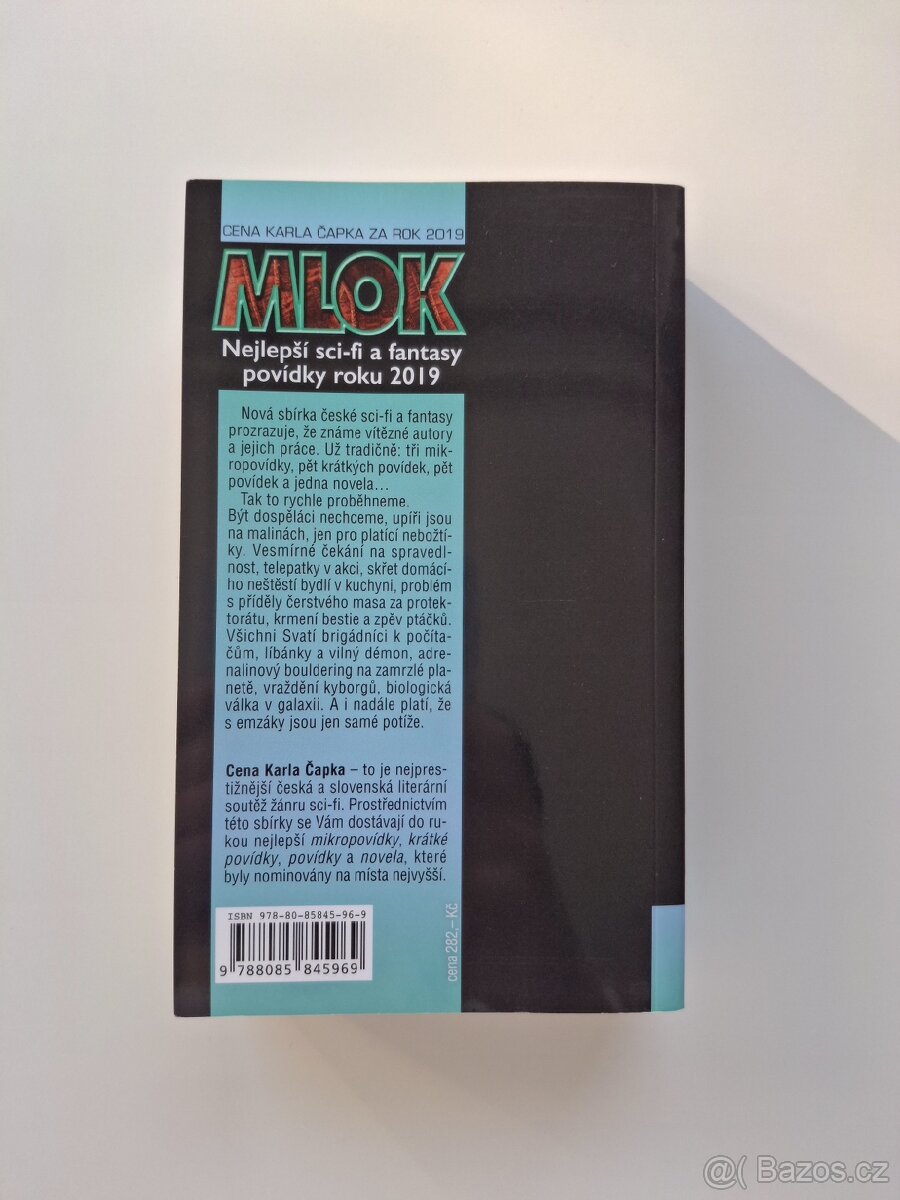 CENA KARLA ČAPKA ZA ROK 2019
MLOK
Nejlepší sci-fi a fantasy
povídky roku 2019
Nová sbírka české sci-fi a fantasy
prozrazuje, že známe vítězné autory
a jejich práce. Už tradičně: tři mik-
ropovídky, pět krátkých povídek, pět
povídek a jedna novela...
Tak to rychle proběhneme.
Být dospěláci nechceme, upíři jsou
na malinách, jen pro platící nebožtí-
ky. Vesmírné čekání na spravedl-
nost, telepatky v akci, skřet domácí-
ho neštěstí bydlí v kuchyni, problém
s příděly čerstvého masa za protek-
torátu, krmení bestie a zpěv ptáčků.
Všichni Svatí brigádníci k počíta-
čům, líbánky a vilný démon, adre-
nalinový bouldering na zamrzlé pla-
netě, vraždění kyborgů, biologická
válka v galaxii. A i nadále platí, že
s emzáky jsou jen samé potíže.
Cena Karla Čapka – to je nejpres-
tižnější česká a slovenská literární
soutěž žánru sci-fi. Prostřednictvím
této sbírky se Vám dostávají do ru-
kou nejlepší mikropovídky, krátké
povídky, povídky a novela, které
byly nominovány na místa nejvyšší.
ISBN 978-80-85845-96-9
9 788085 845969
cena 282,– Kč
@( Bazos.cz